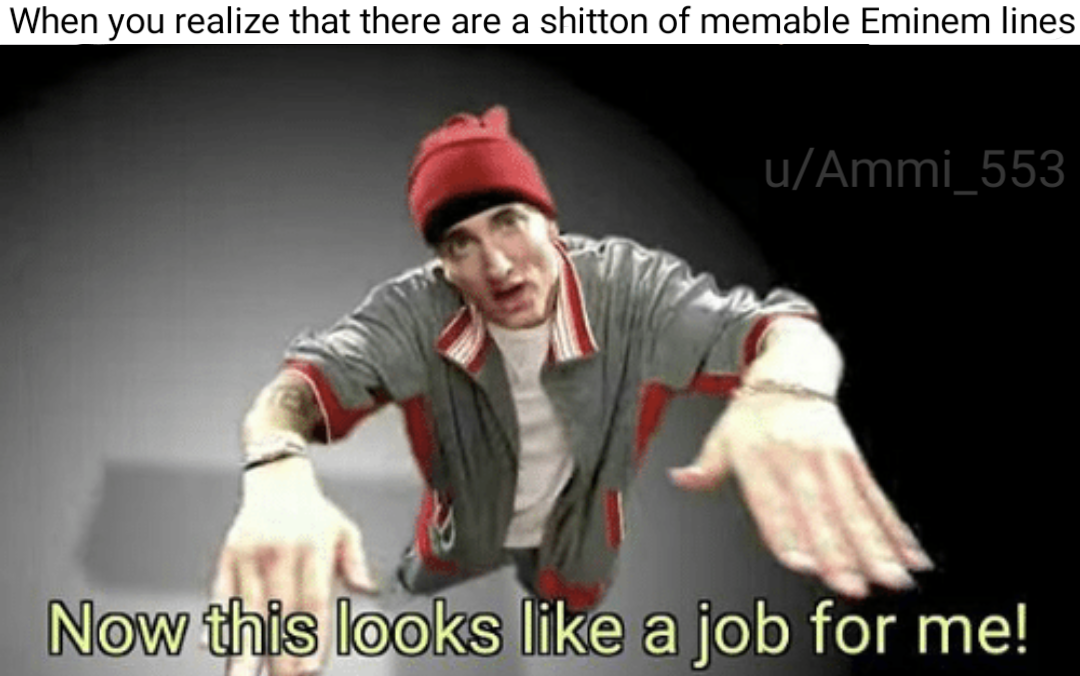 When you realize that there are a shitton of memable Eminem lines
u/Ammi_553
Now this looks like a job for me!